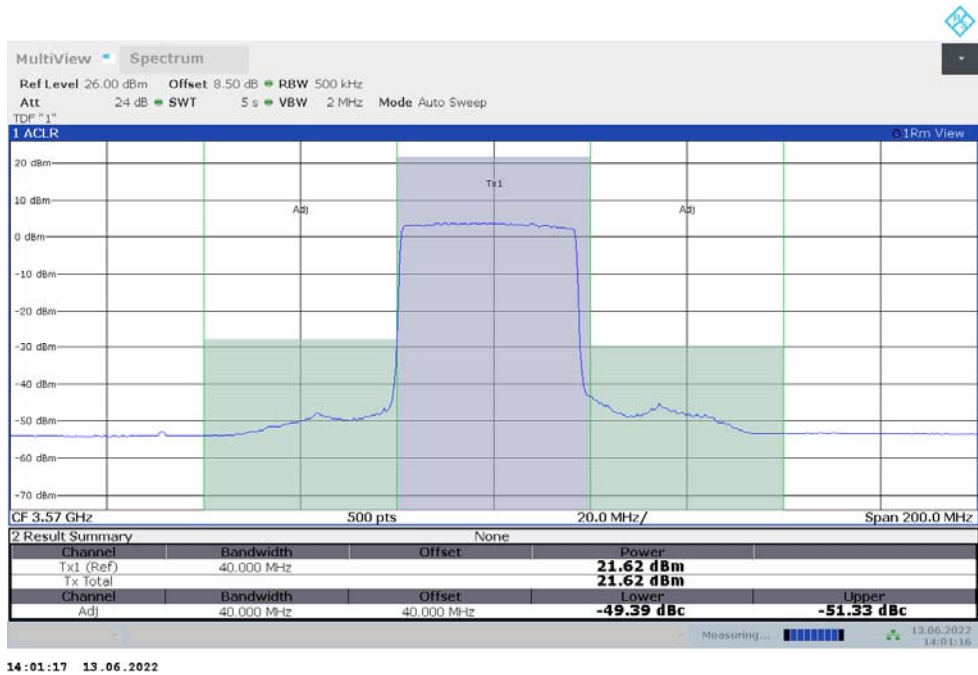 R S
MultiView Spectrum
Ref Level 26.00 dBm Offset 8.50 dB RBW 500 kHz
Att 24 dB SWT 5 s VBW 2 MHz Mode Auto Sweep
TDF "1"
1 ACLR 1Rm View
20 dBm
Tx1
10 dBm
Adj Adj
0 dBm
-10 dBm
-20 dBm
-30 dBm
-40 dBm
-50 dBm
-60 dBm
-70 dBm
CF 3.57 GHz 500 pts 20.0 MHz/ Span 200.0 MHz
2 Result Summary None
Channel Bandwidth Offset Power
Tx1 (Ref) 40.000 MHz 21.62 dBm
Tx Total 21.62 dBm
Channel Bandwidth Offset Lower Upper
Adj 40.000 MHz 40.000 MHz -49.39 dBc -51.33 dBc
Measuring... 13.06.2022
14:01:16
14:01:17 13.06.2022